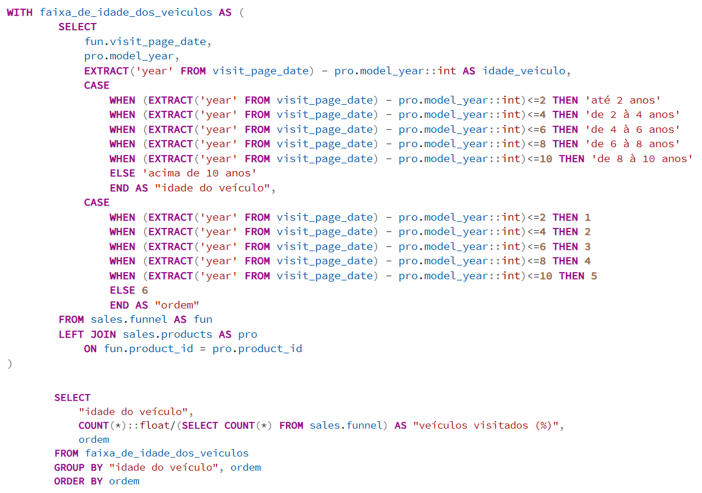 WITH faixa_de_idade_dos_veiculos AS (
SELECT
fun.visit_page_date,
pro.model_year,
EXTRACT('year' FROM visit_page_date) - pro.model_year::int AS idade_veiculo,
CASE
WHEN (EXTRACT('year' FROM visit_page_date) - pro.model_year::int)<=2 THEN 'até 2 anos'
WHEN (EXTRACT('year' FROM visit_page_date) - pro.model_year::int)<=4 THEN 'de 2 à 4 anos'
WHEN (EXTRACT('year' FROM visit_page_date) - pro.model_year::int)<=6 THEN 'de 4 à 6 anos'
WHEN (EXTRACT('year' FROM visit_page_date) - pro.model_year::int)<=8 THEN 'de 6 à 8 anos'
WHEN (EXTRACT('year' FROM visit_page_date) - pro.model_year::int)<=10 THEN 'de 8 à 10 anos'
ELSE 'acima de 10 anos'
END AS "idade do veículo",
CASE
WHEN (EXTRACT('year' FROM visit_page_date) - pro.model_year::int)<=2 THEN 1
WHEN (EXTRACT('year' FROM visit_page_date) - pro.model_year::int)<=4 THEN 2
WHEN (EXTRACT('year' FROM visit_page_date) - pro.model_year::int)<=6 THEN 3
WHEN (EXTRACT('year' FROM visit_page_date) - pro.model_year::int)<=8 THEN 4
WHEN (EXTRACT('year' FROM visit_page_date) - pro.model_year::int)<=10 THEN 5
ELSE 6
END AS "ordem"
FROM sales.funnel AS fun
LEFT JOIN sales.products AS pro
ON fun.product_id = pro.product_id
)
SELECT
"idade do veículo",
COUNT(*)::float/(SELECT COUNT(*) FROM sales.funnel) AS "veículos visitados (%)",
ordem
FROM faixa_de_idade_dos_veiculos
GROUP BY "idade do veículo", ordem
ORDER BY ordem